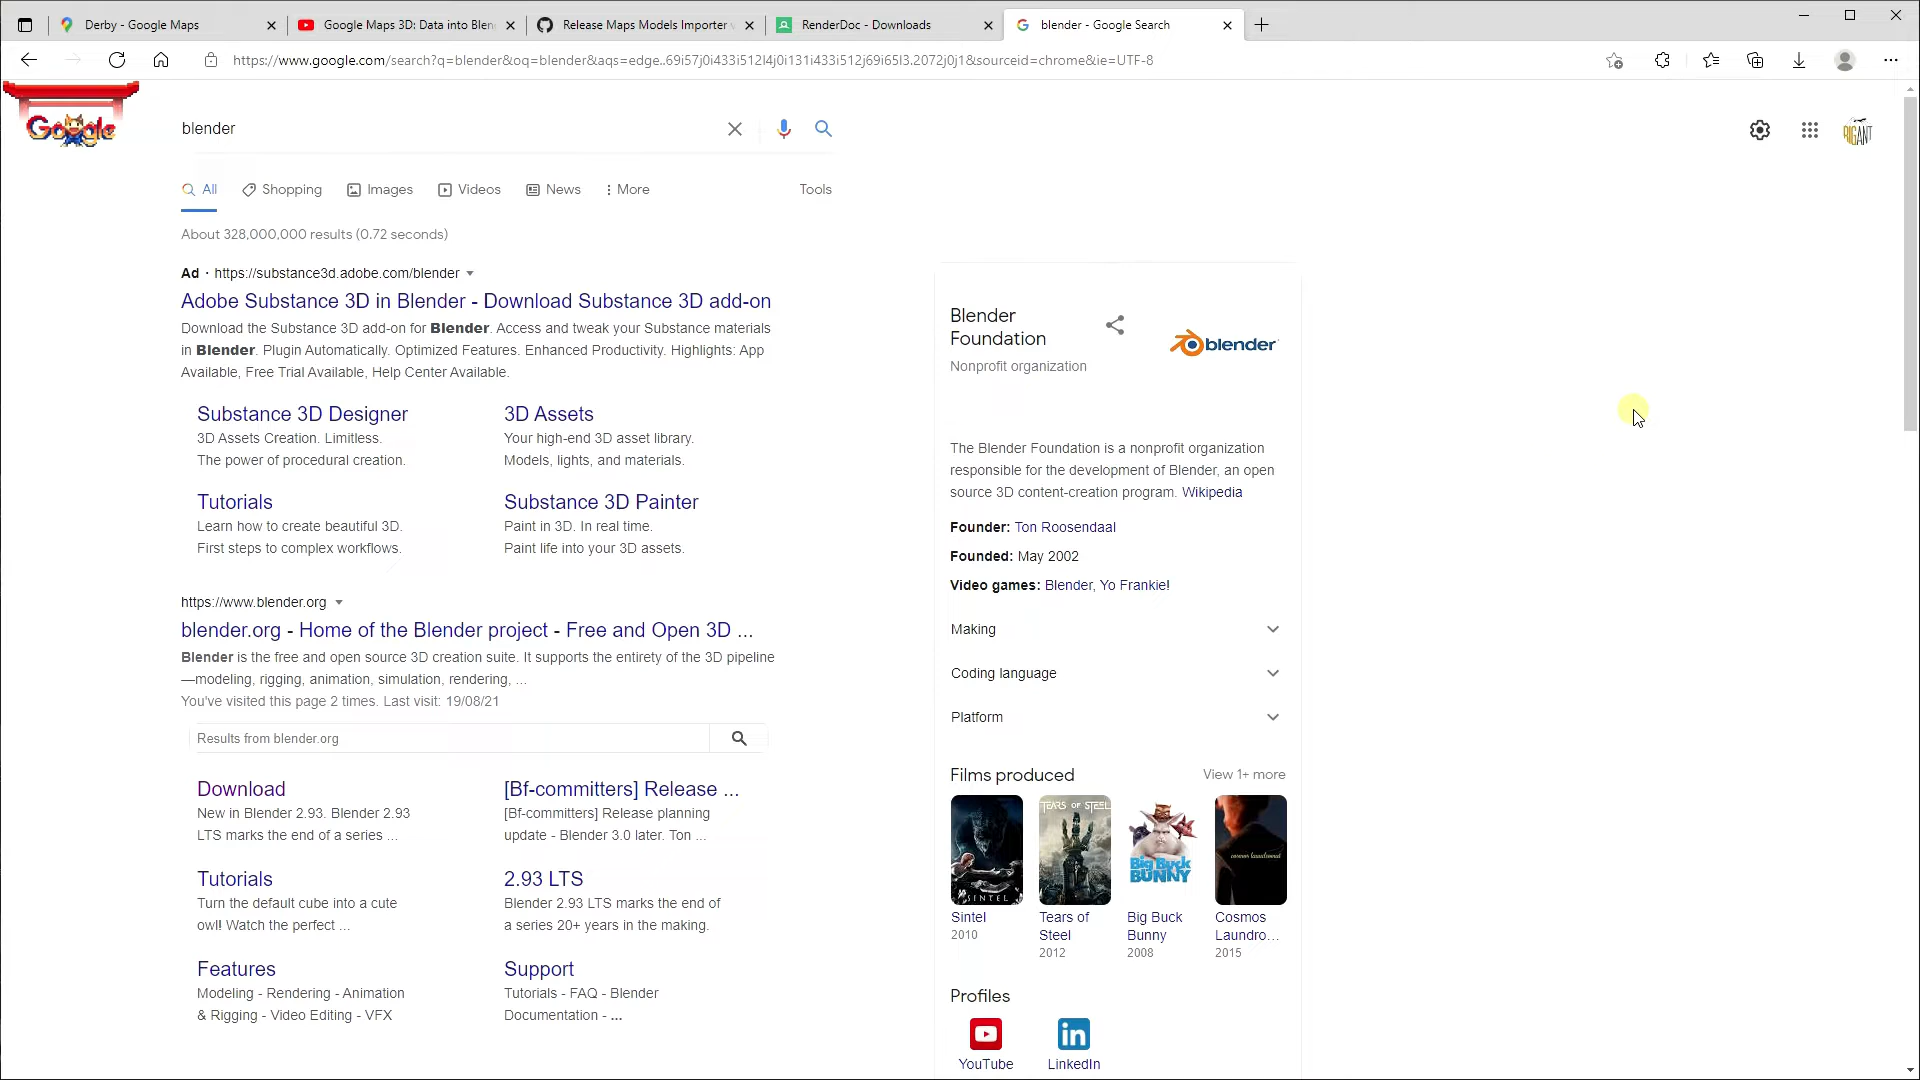 Derby - Google Maps
Google Maps 3D: Data into Blen
Release Maps Models Importer v
RenderDoc - Downloads
blender - Google Search
https://www.google.com/search?q=blender&oq=blender&aqs=edge..69i57j0i433i512l4j0i131i433i512j69i65l3.2072j0j1&sourceid=chrome&ie=UTF-8
Google
blender
RIGANT
All
Shopping
Images
Videos
News
More
Tools
About 328,000,000 results (0.72 seconds)
Ad · https://substance3d.adobe.com/blender
Adobe Substance 3D in Blender - Download Substance 3D add-on
Download the Substance 3D add-on for Blender. Access and tweak your Substance materials
in Blender. Plugin Automatically. Optimized Features. Enhanced Productivity. Highlights: App
Available, Free Trial Available, Help Center Available.
Substance 3D Designer
3D Assets Creation. Limitless.
The power of procedural creation.
3D Assets
Your high-end 3D asset library.
Models, lights, and materials.
Tutorials
Learn how to create beautiful 3D.
First steps to complex workflows.
Substance 3D Painter
Paint in 3D. In real time.
Paint life into your 3D assets.
https://www.blender.org
blender.org - Home of the Blender project - Free and Open 3D ...
Blender is the free and open source 3D creation suite. It supports the entirety of the 3D pipeline
—modeling, rigging, animation, simulation, rendering, ...
You've visited this page 2 times. Last visit: 19/08/21
Results from blender.org
Download
New in Blender 2.93. Blender 2.93
LTS marks the end of a series ...
[Bf-committers] Release ...
[Bf-committers] Release planning
update - Blender 3.0 later. Ton ...
Tutorials
Turn the default cube into a cute
owl! Watch the perfect ...
2.93 LTS
Blender 2.93 LTS marks the end of
a series 20+ years in the making.
Features
Modeling - Rendering - Animation
& Rigging - Video Editing - VFX
Support
Tutorials - FAQ - Blender
Documentation - ...
Blender
Foundation
Nonprofit organization
blender
The Blender Foundation is a nonprofit organization
responsible for the development of Blender, an open
source 3D content-creation program. Wikipedia
Founder: Ton Roosendaal
Founded: May 2002
Video games: Blender, Yo Frankie!
Making
Coding language
Platform
Films produced
View 1+ more
SINTEL
TEARS OF STEEL
Big Buck
BUNNY
cosmos laundromat
Sintel
2010
Tears of
Steel
2012
Big Buck
Bunny
2008
Cosmos
Laundro...
2015
Profiles
in
YouTube
LinkedIn